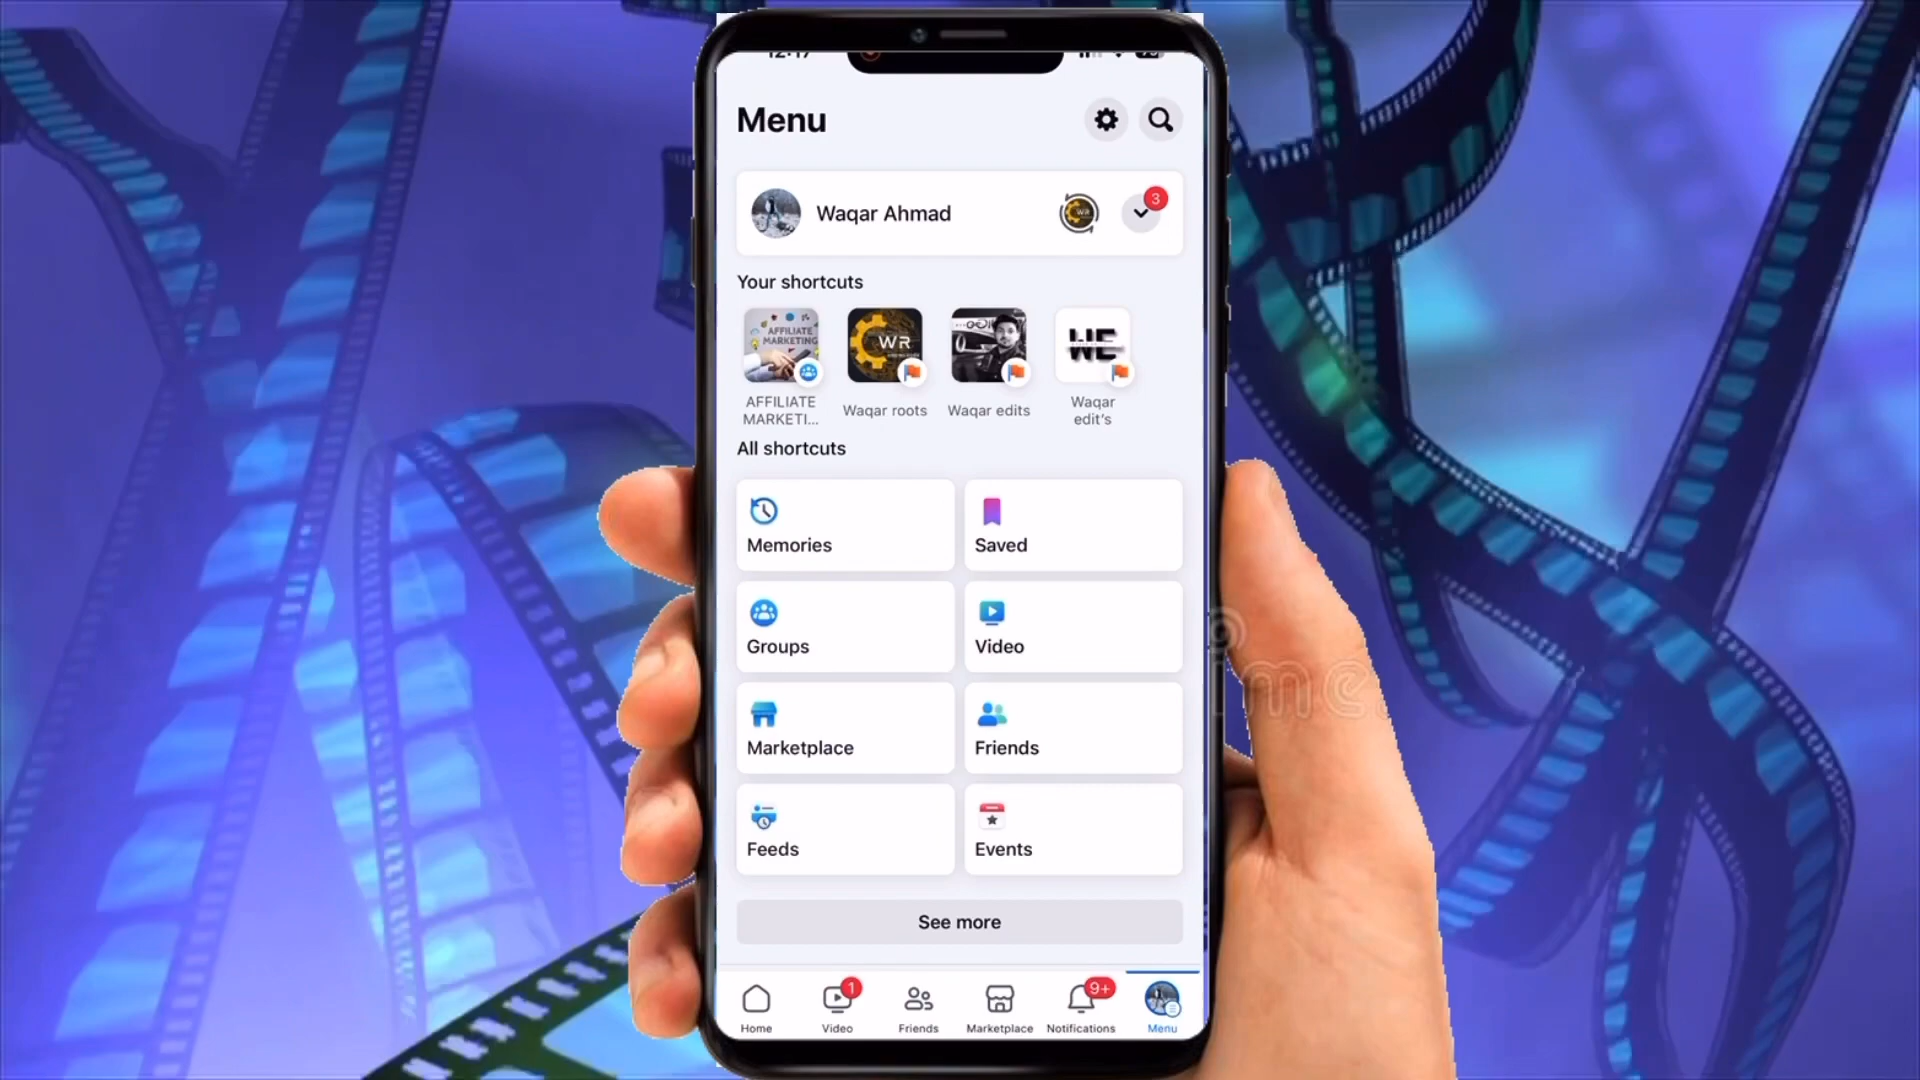 12:17
Menu
Waqar Ahmad
3
Your shortcuts
AFFILIATE
MARKETING
WR
WE
AFFILIATE
MARKETI...
Waqar roots
Waqar edits
Waqar
edit's
All shortcuts
Memories
Saved
Groups
Video
Marketplace
Friends
Feeds
Events
See more
1
9+
Home
Video
Friends
Marketplace
Notifications
Menu